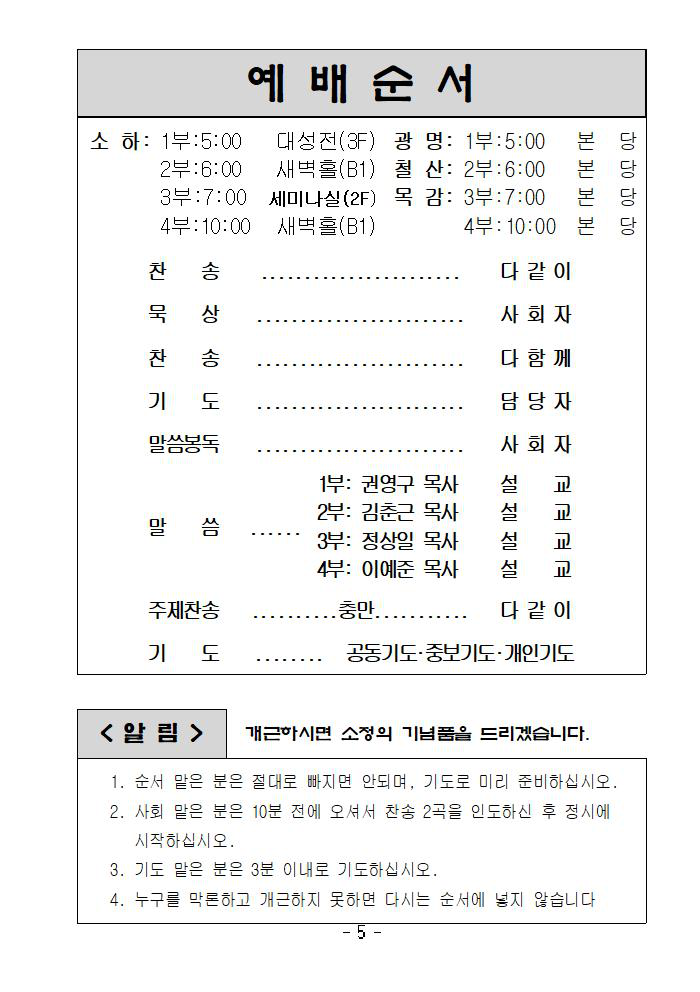 예 배 순 서
소 하: 1부:5:00 대성전(3F) 광 명: 1부:5:00 본 당
2부:6:00 새벽홀(B1) 철 산: 2부:6:00 본 당
3부:7:00 세미나실(2F) 목 감: 3부:7:00 본 당
4부:10:00 새벽홀(B1) 4부:10:00 본 당
찬 송 ....................... 다 같 이
묵 상 ........................ 사 회 자
찬 송 ........................ 다 함 께
기 도 ........................ 담 당 자
말씀봉독 ........................ 사 회 자
1부: 권영구 목사 설 교
2부: 김춘근 목사 설 교
말 씀 ......
3부: 정상일 목사 설 교
4부: 이예준 목사 설 교
주제찬송 ..........충만........... 다 같 이
기 도 ........ 공동기도·중보기도·개인기도
< 알 림 > 개근하시면 소정의 기념품을 드리겠습니다.
1. 순서 맡은 분은 절대로 빠지면 안되며, 기도로 미리 준비하십시오.
2. 사회 맡은 분은 10분 전에 오셔서 찬송 2곡을 인도하신 후 정시에
시작하십시오.
3. 기도 맡은 분은 3분 이내로 기도하십시오.
4. 누구를 막론하고 개근하지 못하면 다시는 순서에 넣지 않습니다
- 5 -